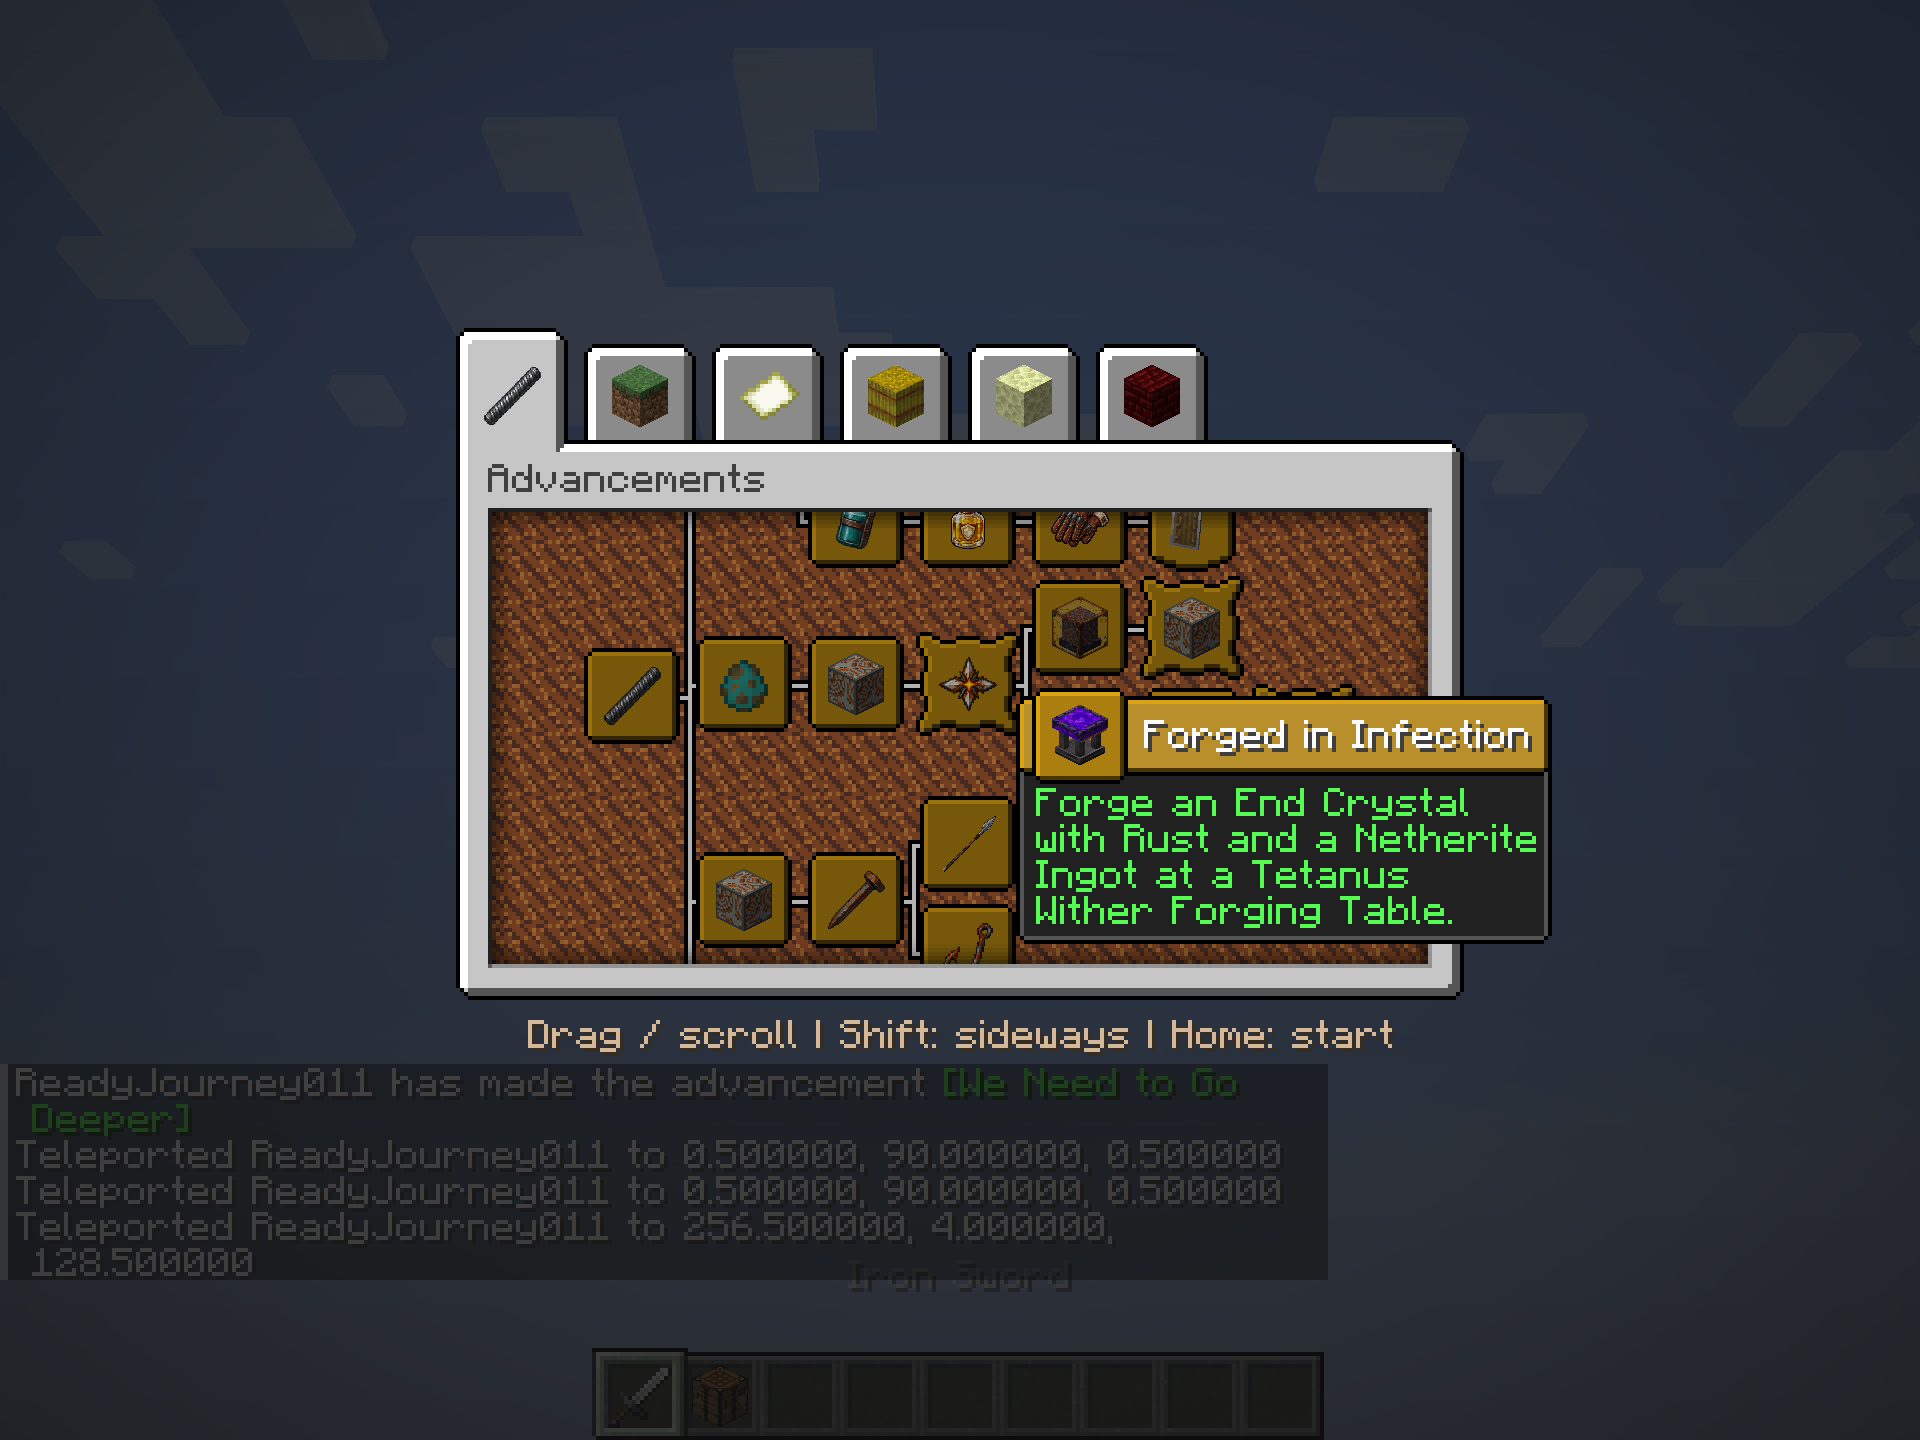 Advancements
Forged in Infection
Forge an End Crystal
with Rust and a Netherite
Ingot at a Tetanus
Wither Forging Table.
Drag / scroll | Shift: sideways | Home: start
ReadyJourney011 has made the advancement [We Need to Go
Deeper]
Teleported ReadyJourney011 to 0.500000, 90.000000, 0.500000
Teleported ReadyJourney011 to 0.500000, 90.000000, 0.500000
Teleported ReadyJourney011 to 256.500000, 4.000000,
128.500000
Iron Sword